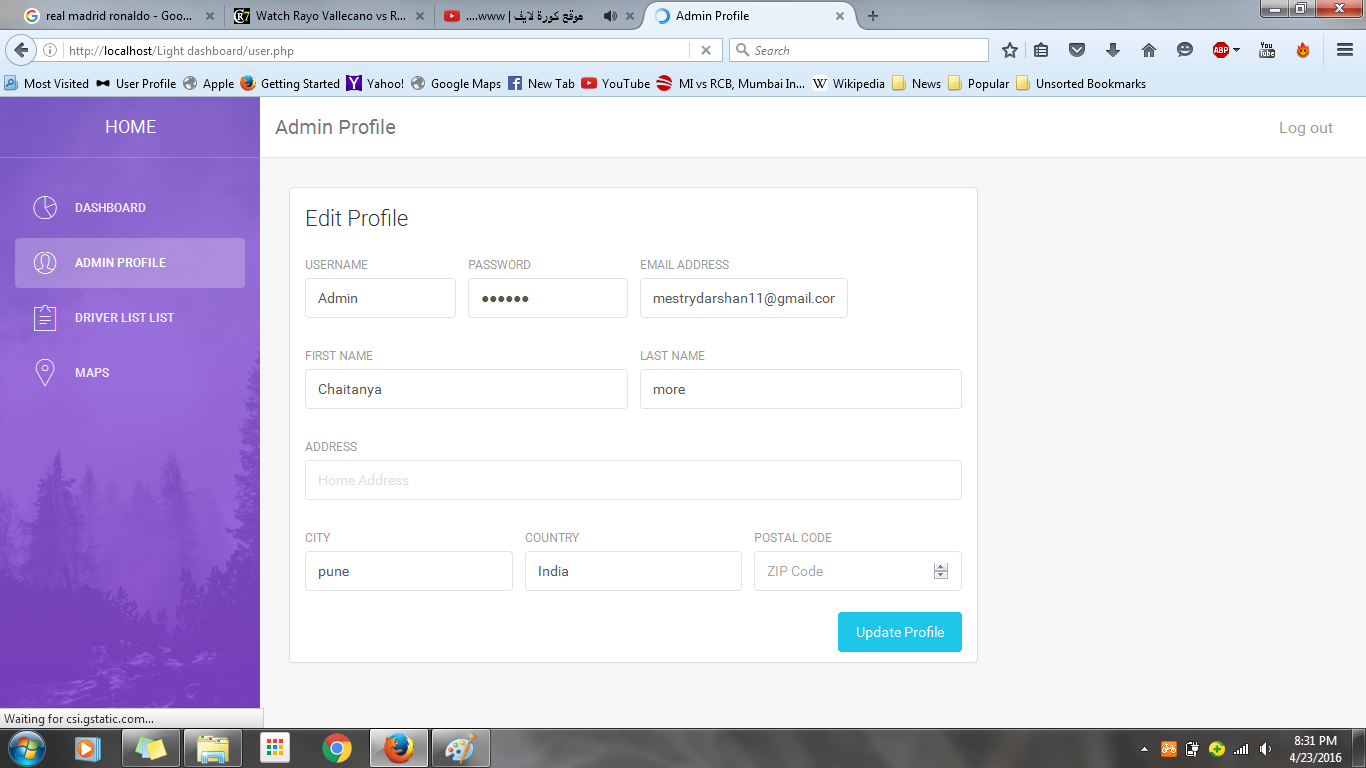 real madrid ronaldo - Goo...
Watch Rayo Vallecano vs R...
موقع كورة لايف | www....
Admin Profile
http://localhost/Light dashboard/user.php
Search
ABP
You Tube
Most Visited
User Profile
Apple
Getting Started
Yahoo!
Google Maps
New Tab
YouTube
MI vs RCB, Mumbai In...
Wikipedia
News
Popular
Unsorted Bookmarks
HOME
Admin Profile
Log out
DASHBOARD
ADMIN PROFILE
DRIVER LIST LIST
MAPS
Edit Profile
USERNAME
PASSWORD
EMAIL ADDRESS
Admin
●●●●●●
mestrydarshan11@gmail.cor
FIRST NAME
LAST NAME
Chaitanya
more
ADDRESS
Home Address
CITY
COUNTRY
POSTAL CODE
pune
India
ZIP Code
Update Profile
Waiting for csi.gstatic.com...
8:31 PM
4/23/2016